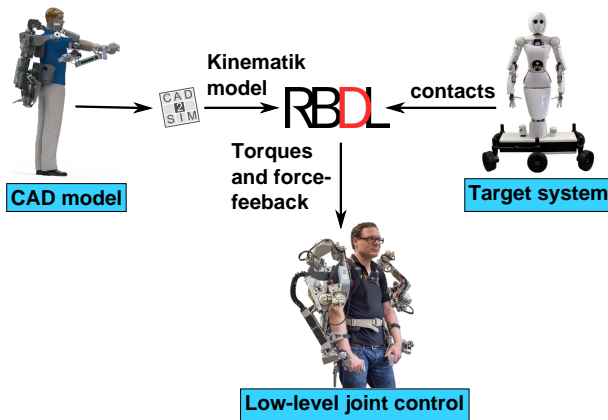 Kinematik
model
CAD
2
SIM
RBDL
contacts
Torques
and force-
feeback
CAD model
Target system
Low-level joint control